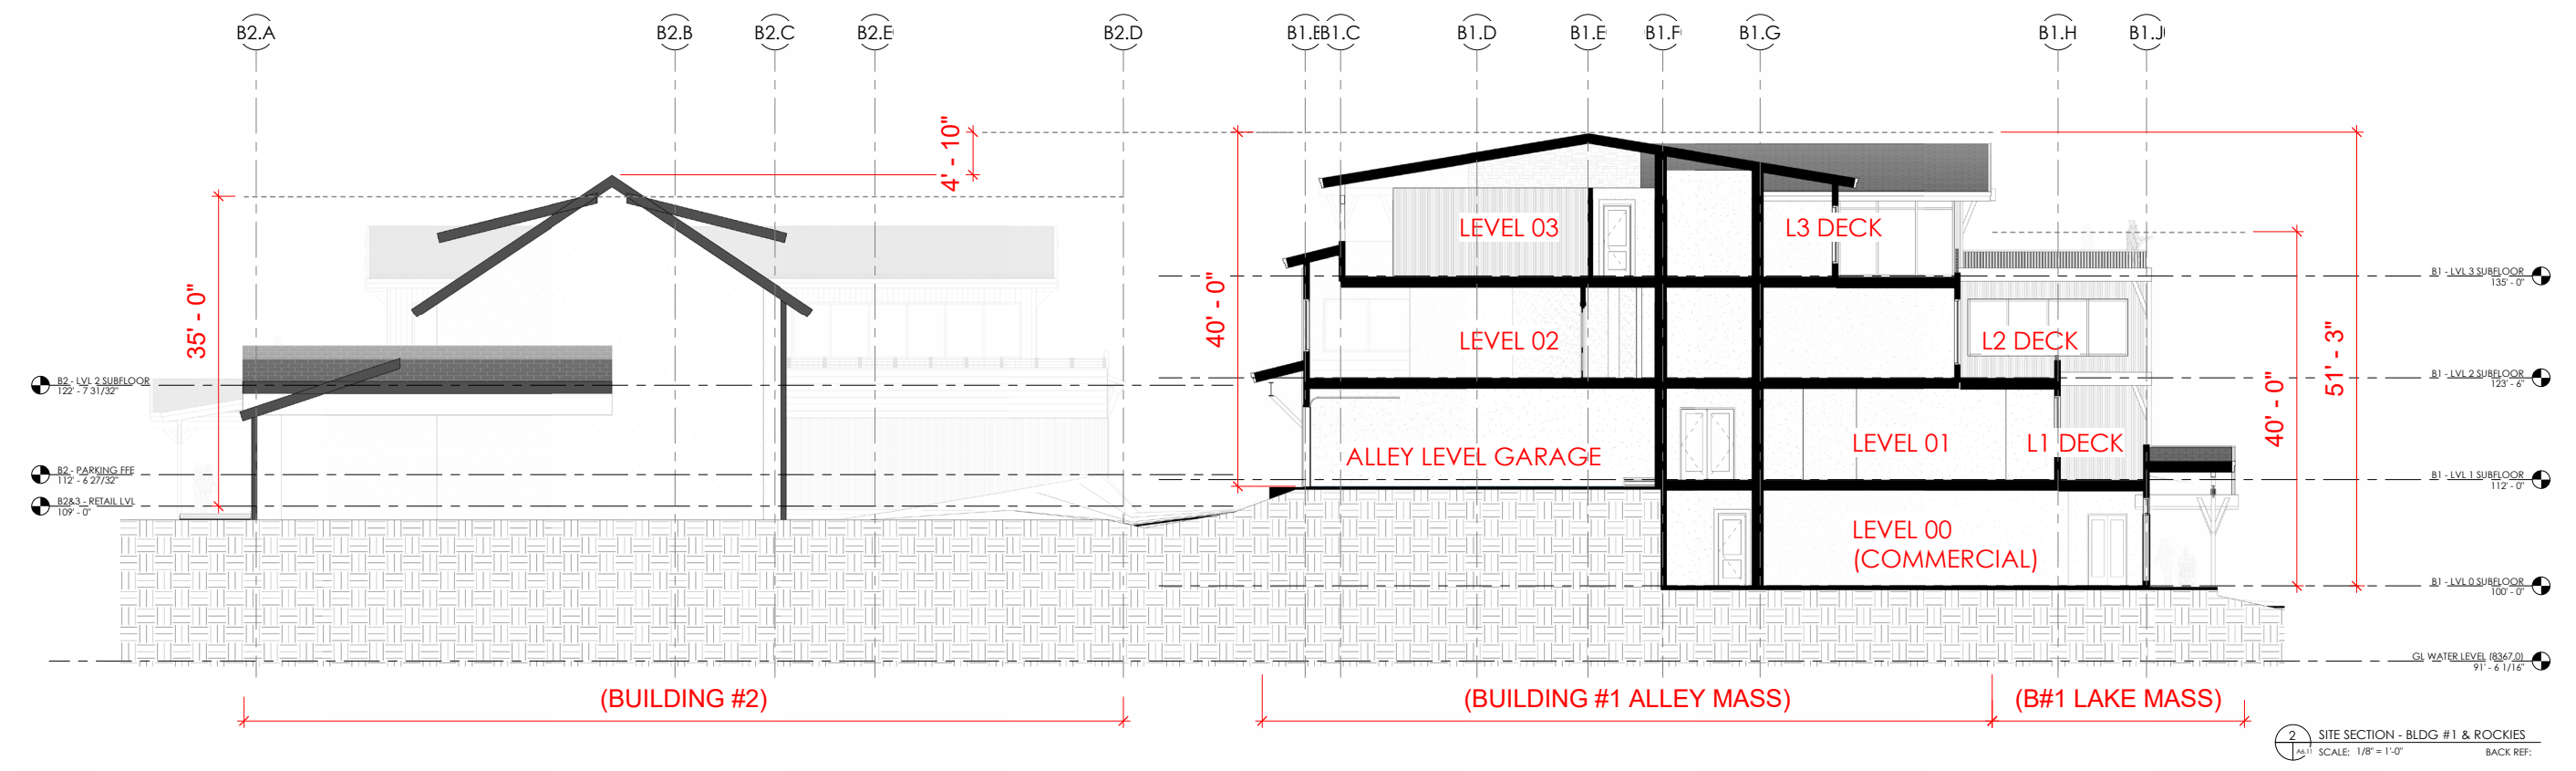 B2.A
B2.B
B2.C
B2.E
B2.D
B1.B
B1.C
B1.D
B1.E
B1.F
B1.G
B1.H
B1.J
4' - 10"
35' - 0"
40' - 0"
51' - 3"
40' - 0"
LEVEL 03
L3 DECK
LEVEL 02
L2 DECK
ALLEY LEVEL GARAGE
LEVEL 01
L1 DECK
LEVEL 00
(COMMERCIAL)
B2 - LVL 2 SUBFLOOR
122' - 7 31/32"
B2 - PARKING FFE
112' - 6 27/32"
B2&3 - RETAIL LVL
109' - 0"
B1 - LVL 3 SUBFLOOR
135' - 0"
B1 - LVL 2 SUBFLOOR
123' - 6"
B1 - LVL 1 SUBFLOOR
112' - 0"
B1 - LVL 0 SUBFLOOR
100' - 0"
GL WATER LEVEL (8367.0)
91' - 6 1/16"
(BUILDING #2)
(BUILDING #1 ALLEY MASS)
(B#1 LAKE MASS)
2
A6.11
SITE SECTION - BLDG #1 & ROCKIES
SCALE: 1/8" = 1'-0"
BACK REF: